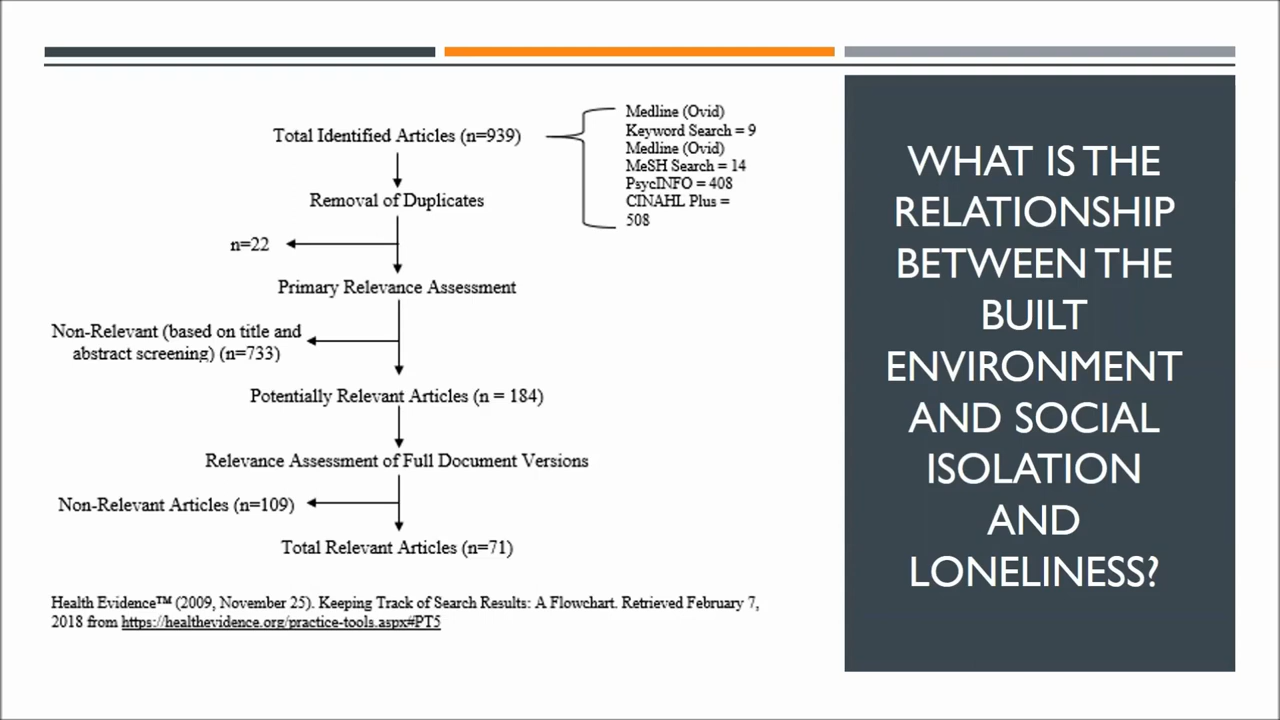 Total Identified Articles (n=939)
Medline (Ovid)
Keyword Search = 9
Medline (Ovid)
MeSH Search = 14
PsycINFO = 408
CINAHL Plus =
508
Removal of Duplicates
n=22
Primary Relevance Assessment
Non-Relevant (based on title and
abstract screening) (n=733)
Potentially Relevant Articles (n = 184)
Relevance Assessment of Full Document Versions
Non-Relevant Articles (n=109)
Total Relevant Articles (n=71)
Health Evidence™ (2009, November 25). Keeping Track of Search Results: A Flowchart. Retrieved February 7,
2018 from https://healthevidence.org/practice-tools.aspx#PT5
WHAT IS THE
RELATIONSHIP
BETWEEN THE
BUILT
ENVIRONMENT
AND SOCIAL
ISOLATION
AND
LONELINESS?